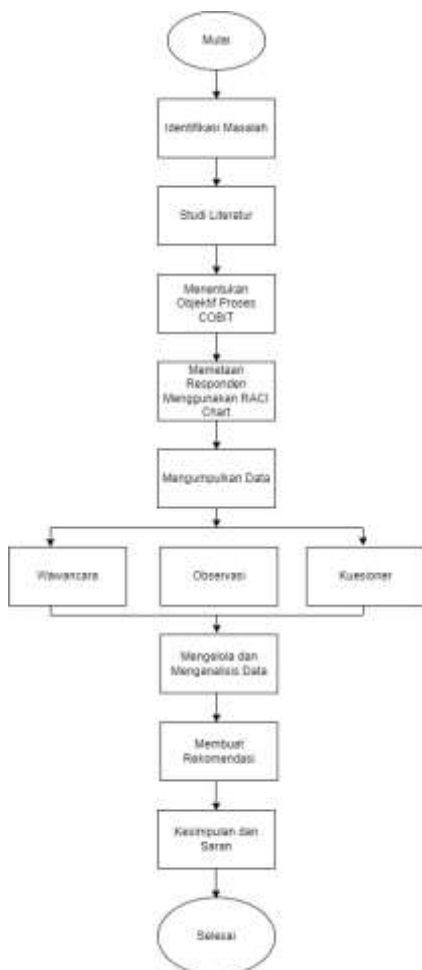 Mulai
Identifikasi Masalah
Studi Literatur
Menentukan
Objektif Proses
COBIT
Memetaan
Responden
Menggunakan RACI
Chart
Mengumpulkan Data
Wawancara
Observasi
Kuesioner
Mengelola dan
Menganalisis Data
Membuat
Rekomendasi
Kesimpulan dan
Saran
Selesai